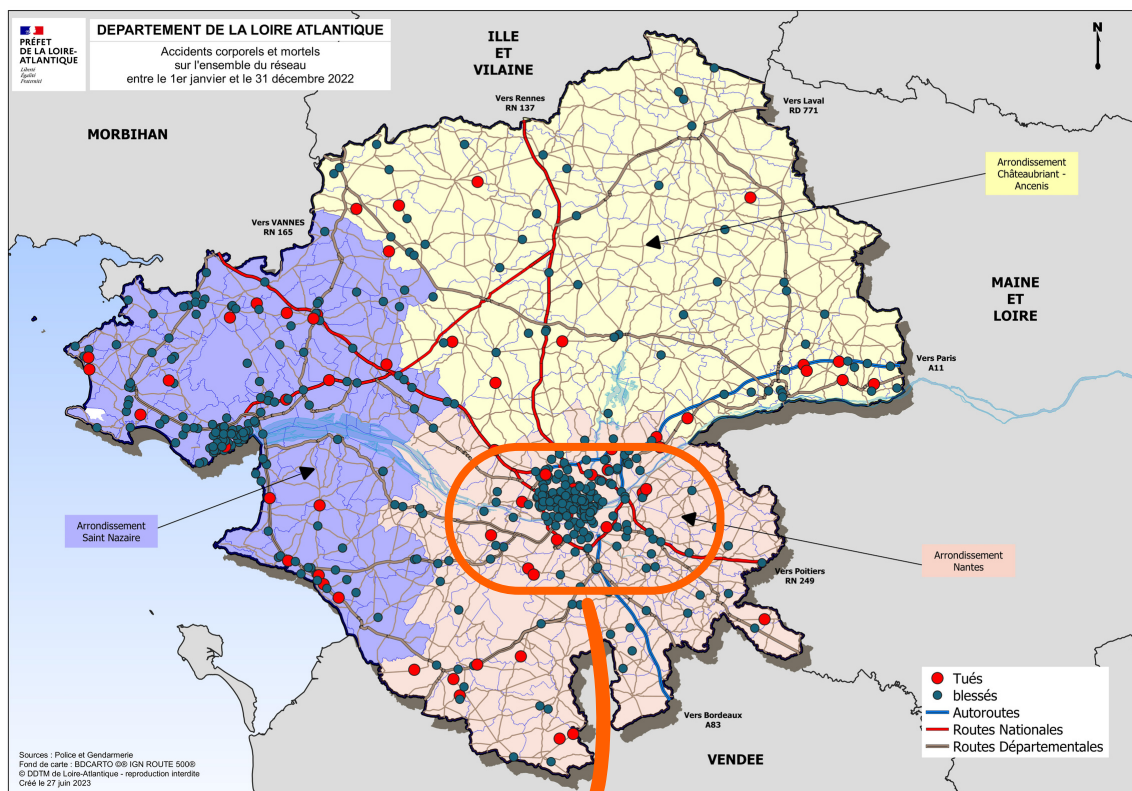 PRÉFET
DE LA LOIRE-
ATLANTIQUE
Liberté
Égalité
Fraternité
DEPARTEMENT DE LA LOIRE ATLANTIQUE
Accidents corporels et mortels
sur l'ensemble du réseau
entre le 1er janvier et le 31 décembre 2022
ILLE
ET
VILAINE
N
MORBIHAN
Vers Rennes
RN 137
Vers Laval
RD 771
Arrondissement
Châteaubriant -
Ancenis
Vers VANNES
RN 165
MAINE
ET
LOIRE
Vers Paris
A11
Arrondissement
Saint Nazaire
Arrondissement
Nantes
Vers Poitiers
RN 249
Vers Bordeaux
A83
VENDEE
Tués
blessés
Autoroutes
Routes Nationales
Routes Départementales
Sources : Police et Gendarmerie
Fond de carte : BDCARTO ©® IGN ROUTE 500®
© DDTM de Loire-Atlantique - reproduction interdite
Créé le 27 juin 2023